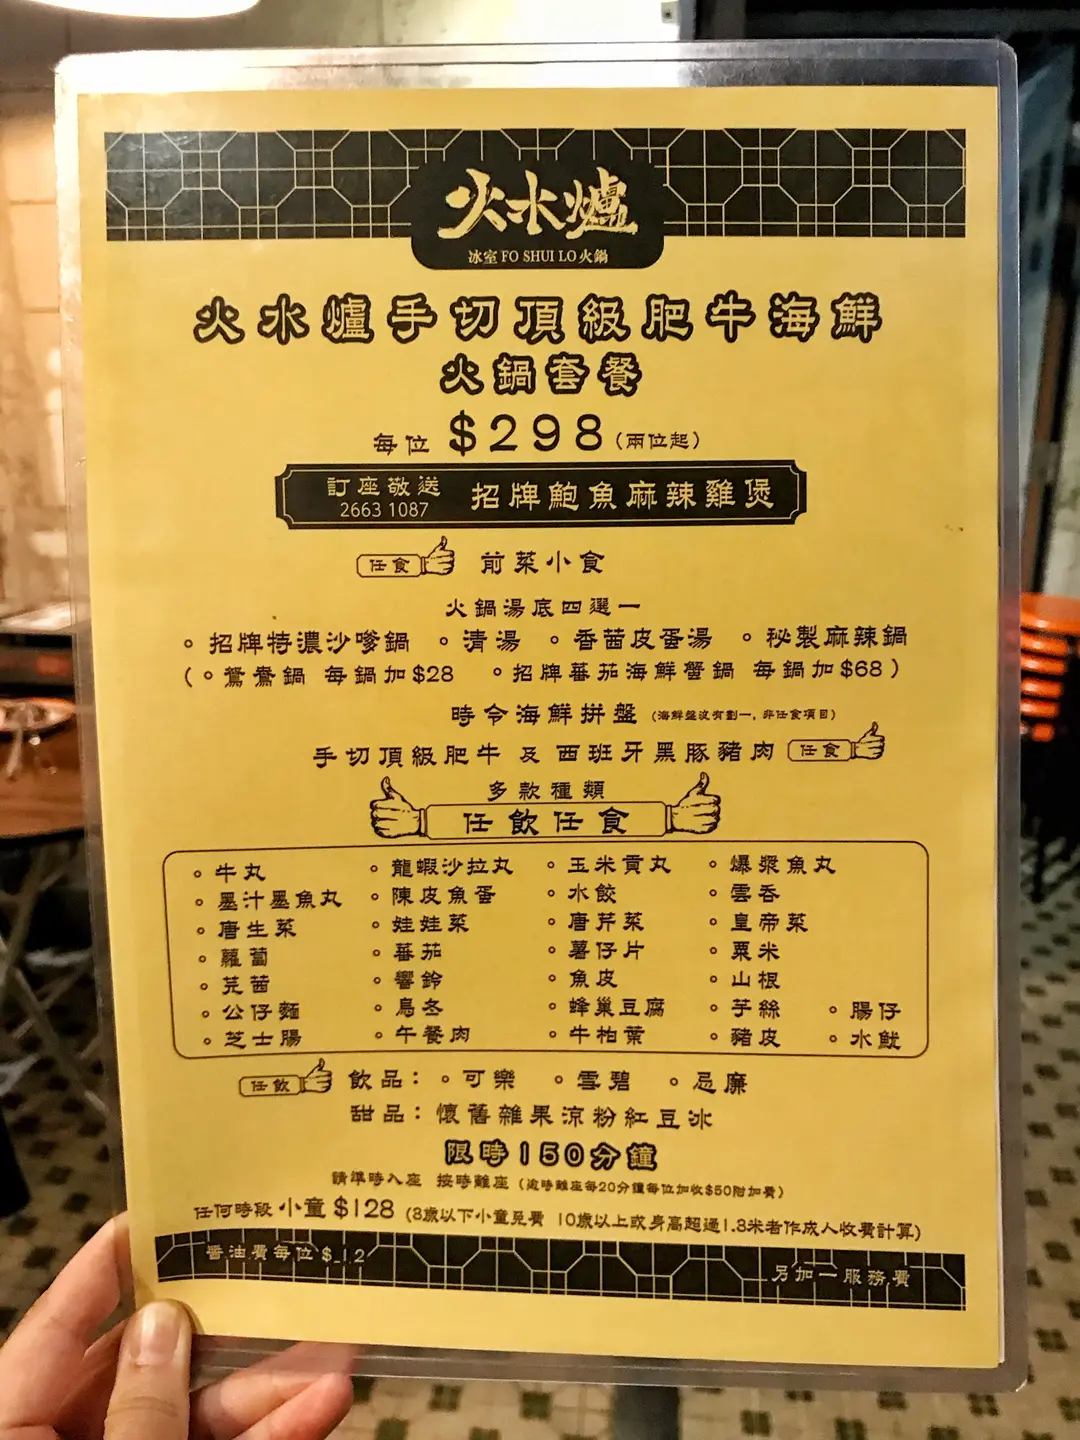 火水爐
冰室 FO SHUI LO 火鍋
火水爐手切頂級肥牛海鮮
火鍋套餐
每位 $298 (兩位起)
訂座敬送 招牌鮑魚麻辣雞煲
2663 1087
任食 前菜小食
火鍋湯底四選一
。招牌特濃沙嗲鍋 。清湯 。香茜皮蛋湯 。秘製麻辣鍋
(。鴛鴦鍋 每鍋加$28 。招牌蕃茄海鮮蟹鍋 每鍋加$68)
時令海鮮拼盤 (海鮮盤沒有劃一, 非任食項目)
手切頂級肥牛 及 西班牙黑豚豬肉 任食
多款種類
任飲任食
。牛丸 。龍蝦沙拉丸 。玉米貢丸 。爆漿魚丸
。墨汁墨魚丸 。陳皮魚蛋 。水餃 。雲吞
。唐生菜 。娃娃菜 。唐芹菜 。皇帝菜
。蘿蔔 。蕃茄 。薯仔片 。粟米
。芫茜 。響鈴 。魚皮 。山根
。公仔麵 。烏冬 。蜂巢豆腐 。芋絲 。腸仔
。芝士腸 。午餐肉 。牛柏葉 。豬皮 。水魷
任飲 飲品：。可樂 。雪碧 。忌廉
甜品：懷舊雜果涼粉紅豆冰
限時150分鐘
請準時入座 按時離座 (逾時離座每20分鐘每位加收$50附加費)
任何時段 小童 $128 (3歲以下小童免費 10歲以上或身高超過1.3米者作成人收費計算)
醬油費每位 $ 12
另加一服務費